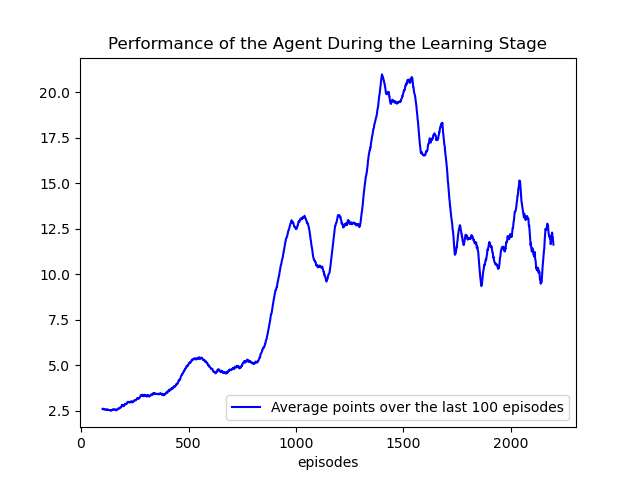 Performance of the Agent During the Learning Stage
20.0
17.5
15.0
12.5
10.0
7.5
5.0
2.5
Average points over the last 100 episodes
0 500 1000 1500 2000
episodes